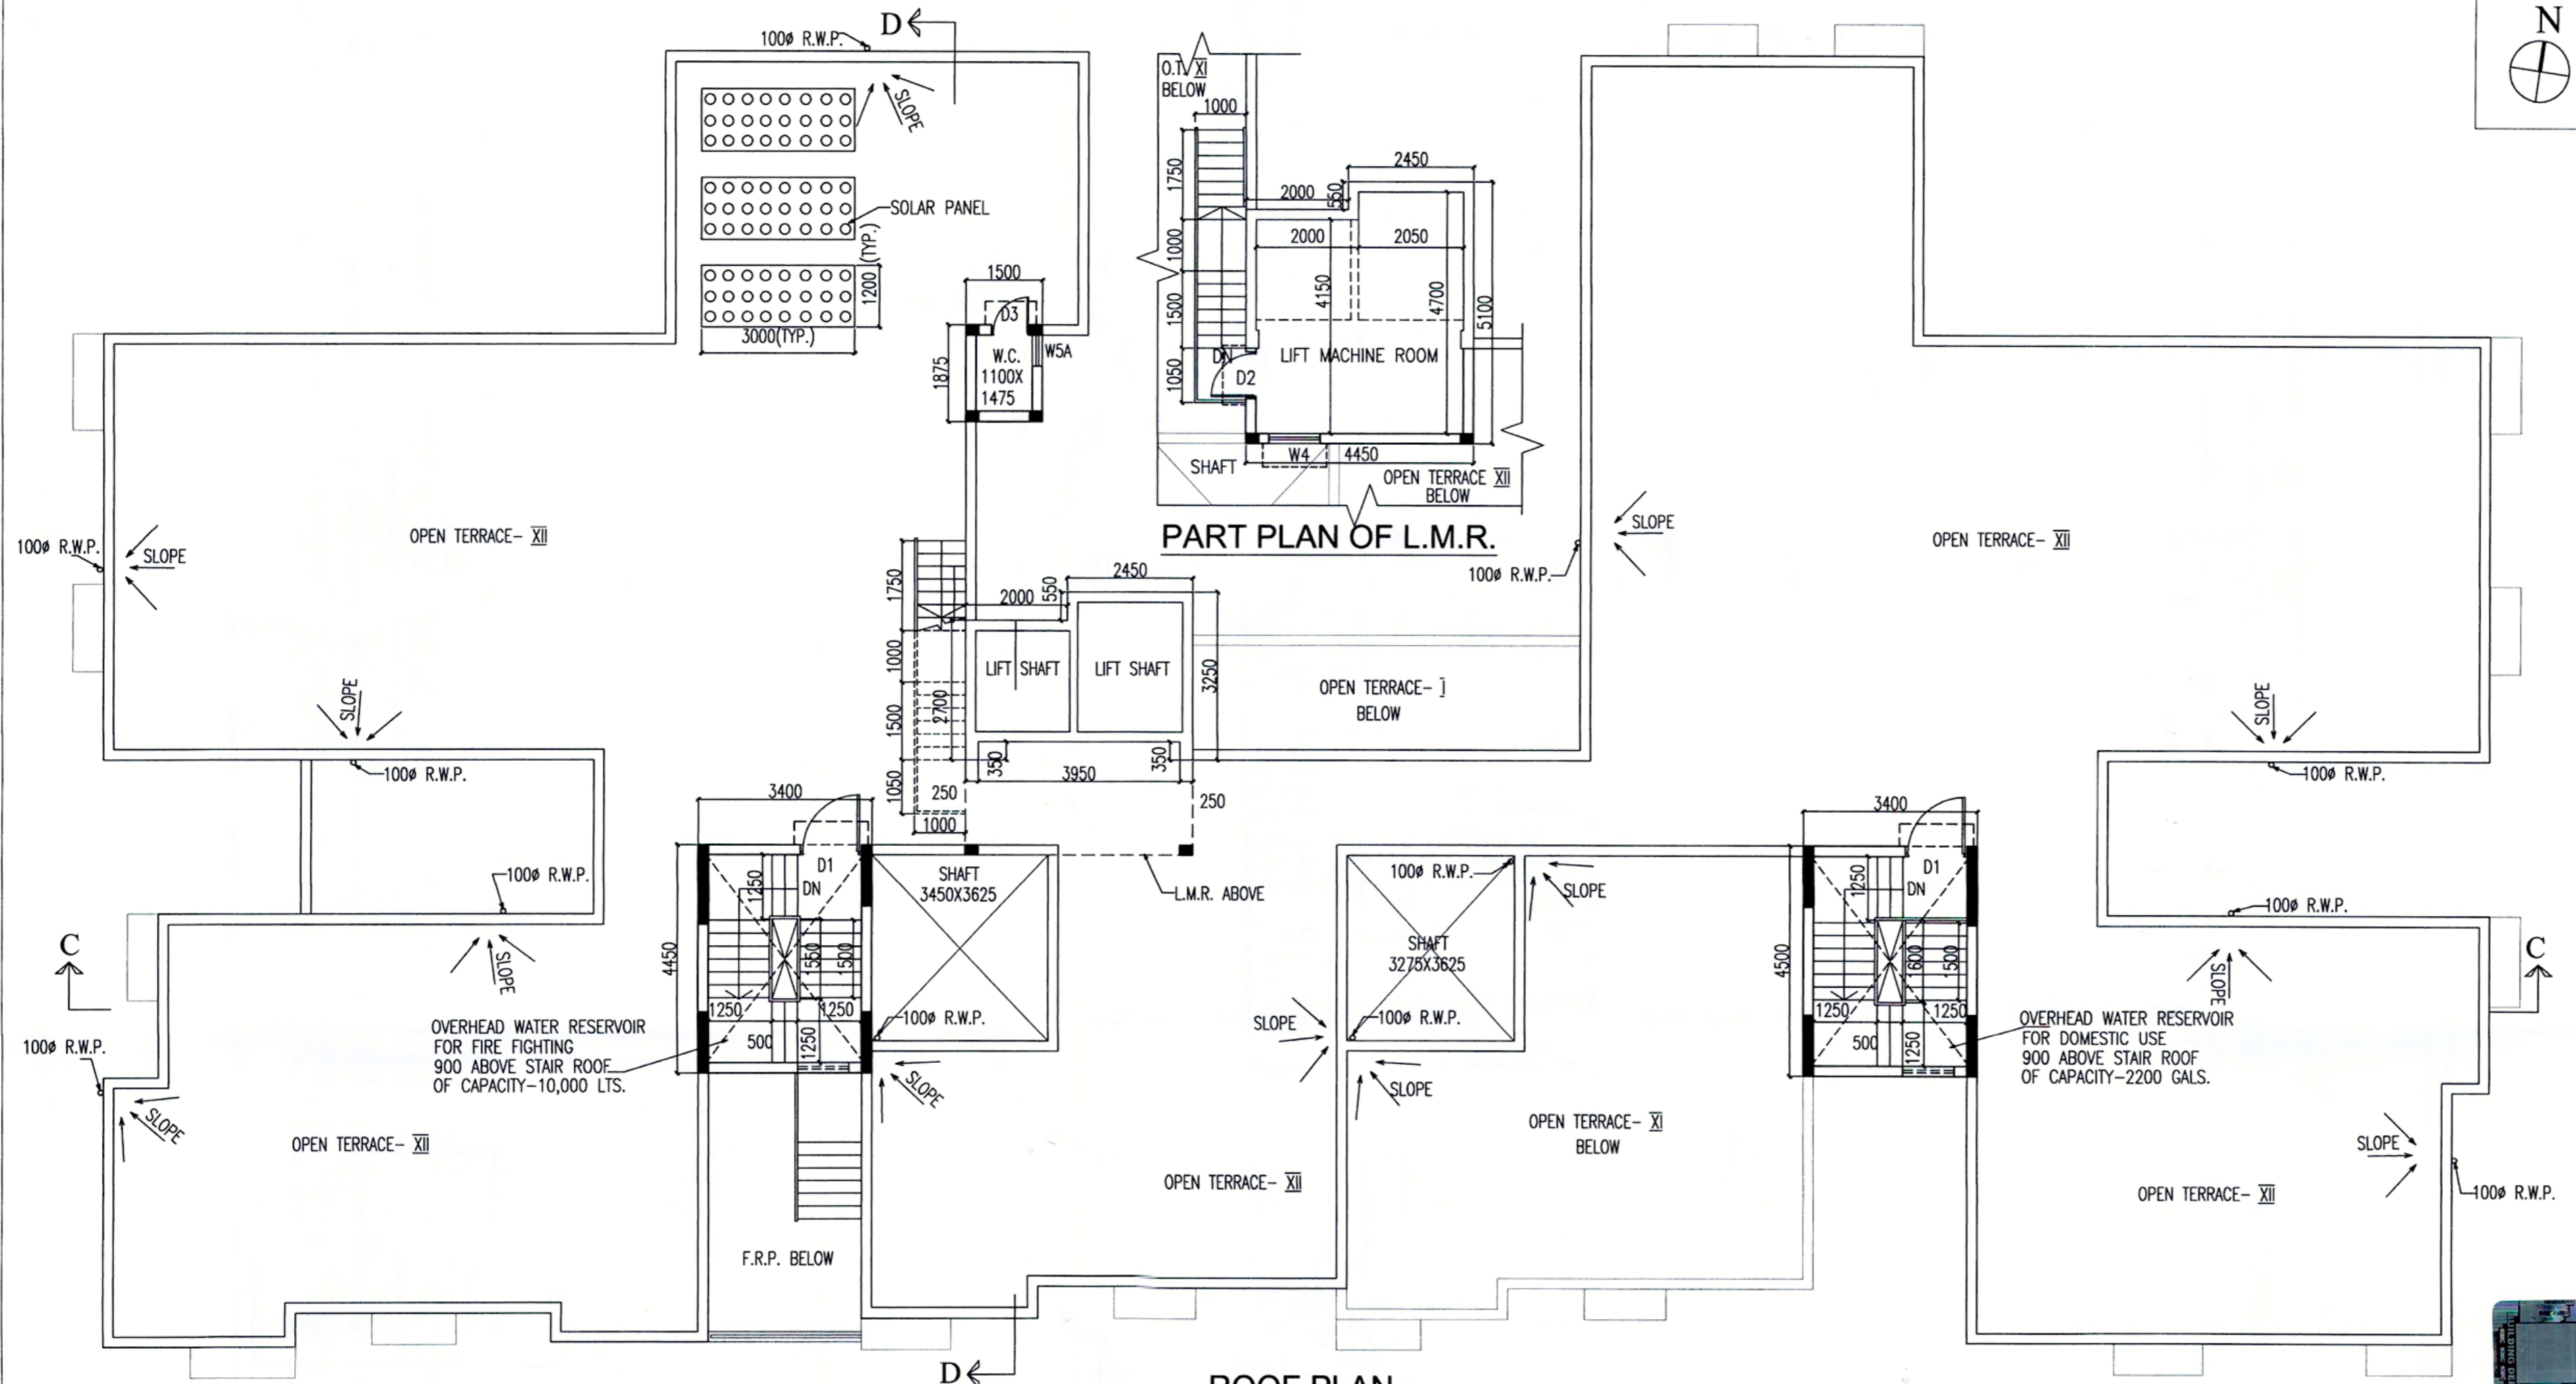 D
100ø R.W.P.
N
SLOPE
SOLAR PANEL
1200 (TYP.)
3000(TYP.)
1500
D3
W.C.
1100X
1475
W5A
1875
O.T. XI
BELOW
1000
1750
1000
1500
1050
2450
2000
550
2000
2050
4150
4700
5100
DN
D2
LIFT MACHINE ROOM
W4
4450
SHAFT
OPEN TERRACE XII
BELOW
PART PLAN OF L.M.R.
OPEN TERRACE- XII
100ø R.W.P.
SLOPE
SLOPE
100ø R.W.P.
OPEN TERRACE- XII
1750
1000
1500
1050
2700
2000
550
2450
LIFT SHAFT
LIFT SHAFT
3250
350
3950
350
250
250
1000
OPEN TERRACE- I
BELOW
SLOPE
100ø R.W.P.
SLOPE
100ø R.W.P.
100ø R.W.P.
100ø R.W.P.
3400
D1
DN
1250
4450
1550
1500
1250
1250
500
1250
SHAFT
3450X3625
100ø R.W.P.
L.M.R. ABOVE
100ø R.W.P.
SLOPE
SHAFT
3275X3625
100ø R.W.P.
3400
D1
DN
1250
4500
1600
1500
1250
1250
500
1250
C
C
SLOPE
SLOPE
OVERHEAD WATER RESERVOIR
FOR FIRE FIGHTING
900 ABOVE STAIR ROOF
OF CAPACITY-10,000 LTS.
OVERHEAD WATER RESERVOIR
FOR DOMESTIC USE
900 ABOVE STAIR ROOF
OF CAPACITY-2200 GALS.
100ø R.W.P.
SLOPE
SLOPE
SLOPE
SLOPE
SLOPE
100ø R.W.P.
OPEN TERRACE- XII
OPEN TERRACE- XII
OPEN TERRACE- XI
BELOW
OPEN TERRACE- XII
F.R.P. BELOW
D
ROOF PLAN